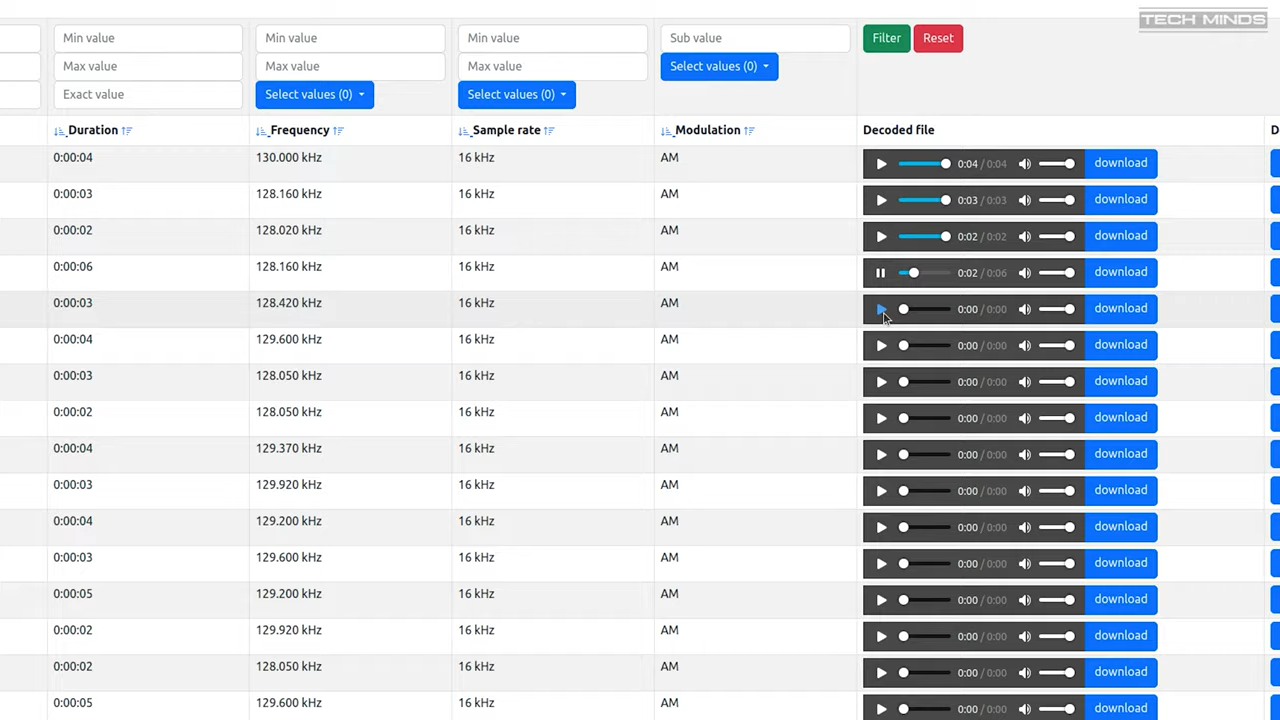 TECH MINDS
Min value Min value Min value Sub value Filter Reset
Max value Max value Max value Select values (0)
Exact value Select values (0) Select values (0)
Duration Frequency Sample rate Modulation Decoded file D
0:00:04 130.000 kHz 16 kHz AM 0:04 / 0:04 download
0:00:03 128.160 kHz 16 kHz AM 0:03 / 0:03 download
0:00:02 128.020 kHz 16 kHz AM 0:02 / 0:02 download
0:00:06 128.160 kHz 16 kHz AM 0:02 / 0:06 download
0:00:03 128.420 kHz 16 kHz AM 0:00 / 0:00 download
0:00:04 129.600 kHz 16 kHz AM 0:00 / 0:00 download
0:00:03 128.050 kHz 16 kHz AM 0:00 / 0:00 download
0:00:02 128.050 kHz 16 kHz AM 0:00 / 0:00 download
0:00:04 129.370 kHz 16 kHz AM 0:00 / 0:00 download
0:00:03 129.920 kHz 16 kHz AM 0:00 / 0:00 download
0:00:04 129.200 kHz 16 kHz AM 0:00 / 0:00 download
0:00:03 129.600 kHz 16 kHz AM 0:00 / 0:00 download
0:00:05 129.200 kHz 16 kHz AM 0:00 / 0:00 download
0:00:02 129.920 kHz 16 kHz AM 0:00 / 0:00 download
0:00:02 128.050 kHz 16 kHz AM 0:00 / 0:00 download
0:00:05 129.600 kHz 16 kHz AM 0:00 / 0:00 download